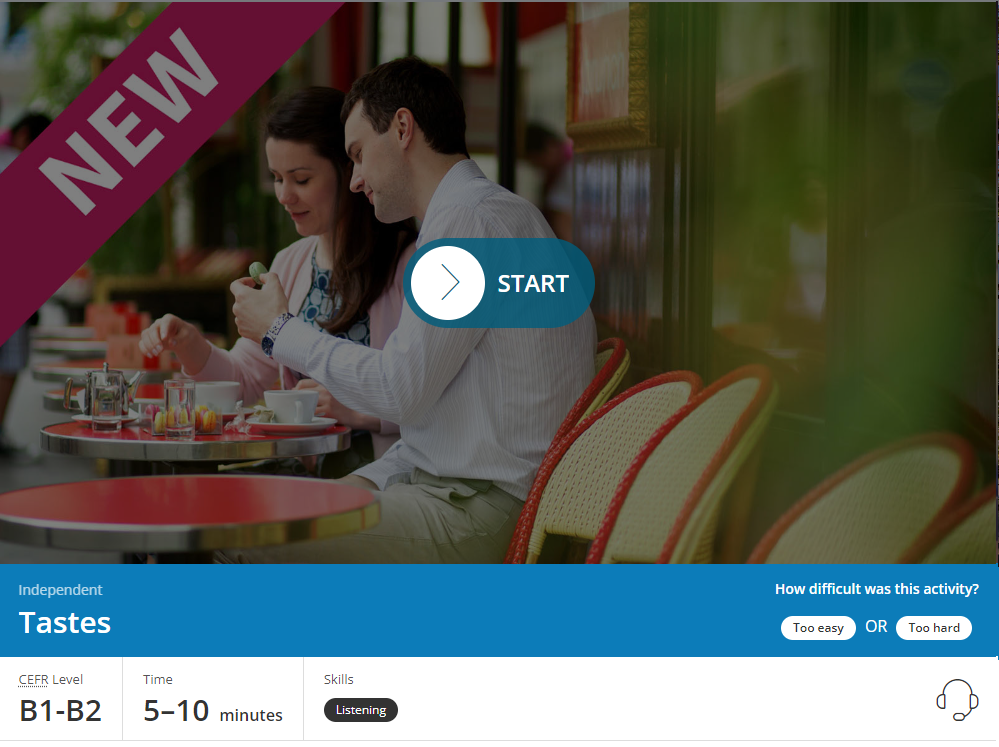 NEW
START
Independent
Tastes
How difficult was this activity?
Too easy OR Too hard
CEFR Level
B1-B2
Time
5–10 minutes
Skills
Listening